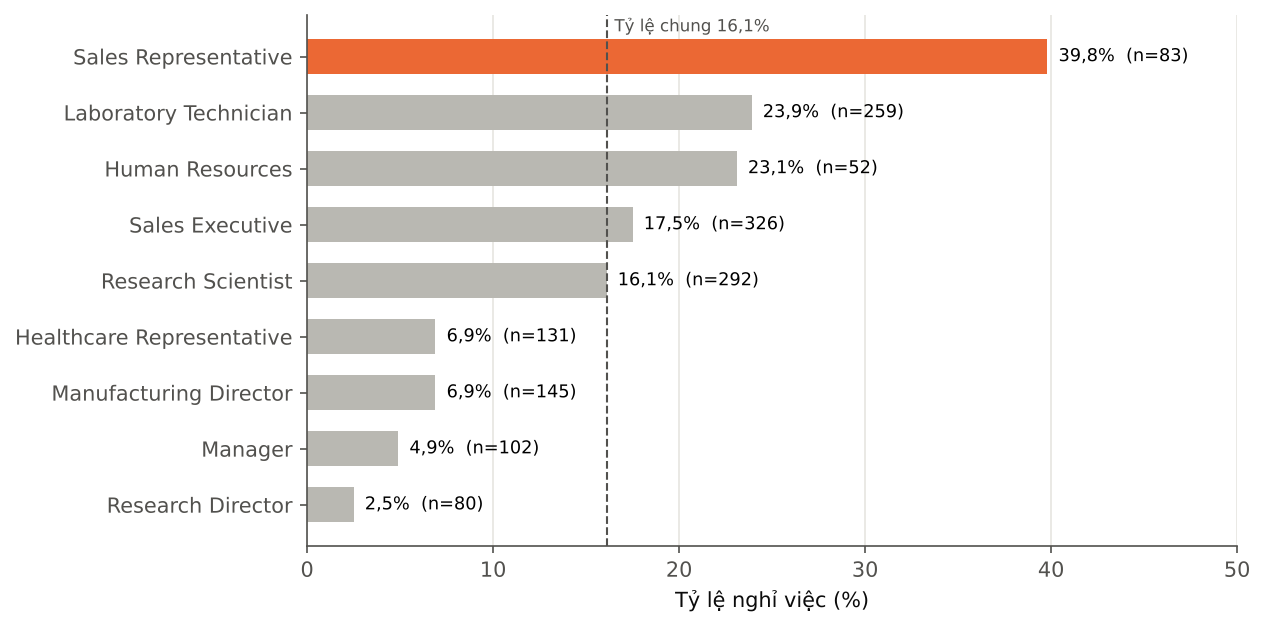 Tỷ lệ chung 16,1%
Sales Representative 39,8% (n=83)
Laboratory Technician 23,9% (n=259)
Human Resources 23,1% (n=52)
Sales Executive 17,5% (n=326)
Research Scientist 16,1% (n=292)
Healthcare Representative 6,9% (n=131)
Manufacturing Director 6,9% (n=145)
Manager 4,9% (n=102)
Research Director 2,5% (n=80)
0 10 20 30 40 50
Tỷ lệ nghỉ việc (%)